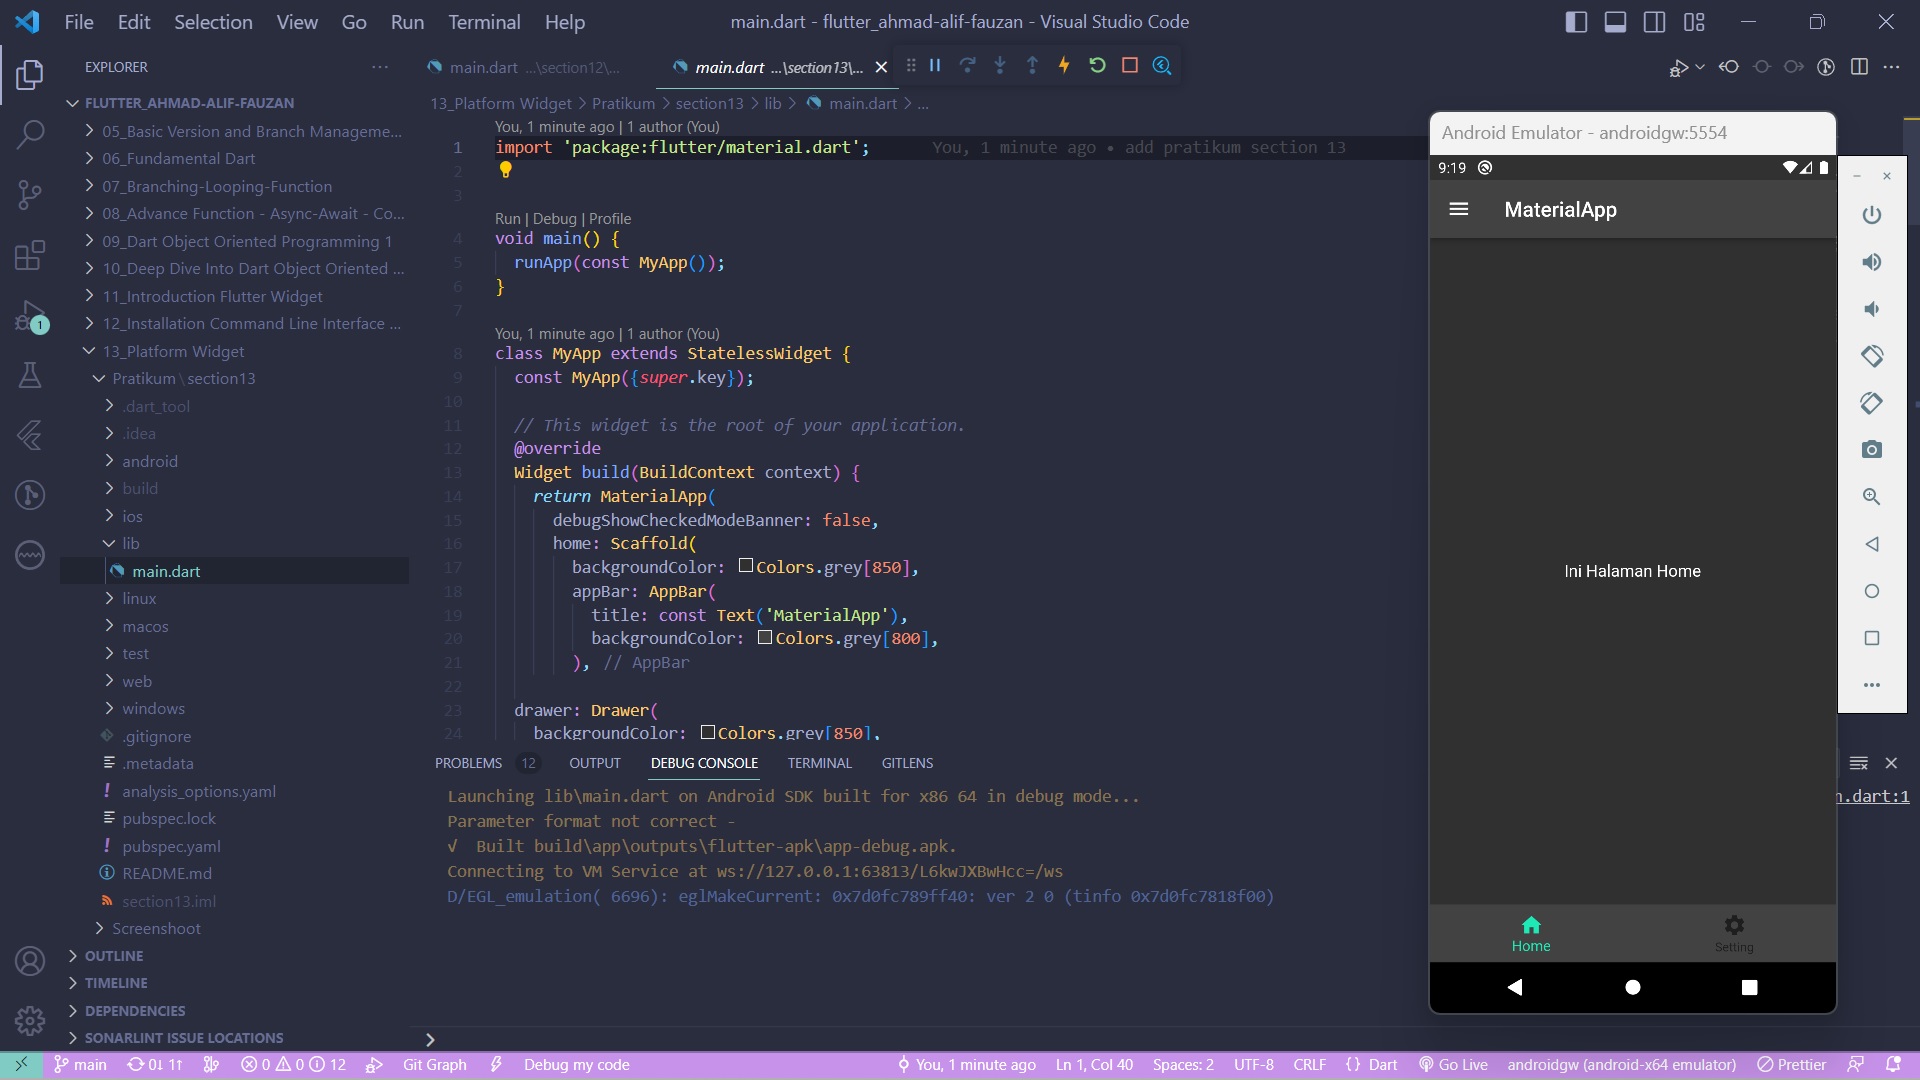 File Edit Selection View Go Run Terminal Help
main.dart - flutter_ahmad-alif-fauzan - Visual Studio Code
EXPLORER
FLUTTER_AHMAD-ALIF-FAUZAN
05_Basic Version and Branch Manageme...
06_Fundamental Dart
07_Branching-Looping-Function
08_Advance Function - Async-Await - Co...
09_Dart Object Oriented Programming 1
10_Deep Dive Into Dart Object Oriented ...
11_Introduction Flutter Widget
12_Installation Command Line Interface ...
13_Platform Widget
Pratikum\section13
.dart_tool
.idea
android
build
ios
lib
main.dart
linux
macos
test
web
windows
.gitignore
.metadata
analysis_options.yaml
pubspec.lock
pubspec.yaml
README.md
section13.iml
Screenshoot
OUTLINE
TIMELINE
DEPENDENCIES
SONARLINT ISSUE LOCATIONS
1
main.dart ...\section12\...
main.dart ...\section13\...
13_Platform Widget > Pratikum > section13 > lib > main.dart > ...
You, 1 minute ago | 1 author (You)
1 import 'package:flutter/material.dart'; You, 1 minute ago • add pratikum section 13
2
3
Run | Debug | Profile
4 void main() {
5 runApp(const MyApp());
6 }
7
You, 1 minute ago | 1 author (You)
8 class MyApp extends StatelessWidget {
9 const MyApp({super.key});
10
11 // This widget is the root of your application.
12 @override
13 Widget build(BuildContext context) {
14 return MaterialApp(
15 debugShowCheckedModeBanner: false,
16 home: Scaffold(
17 backgroundColor: Colors.grey[850],
18 appBar: AppBar(
19 title: const Text('MaterialApp'),
20 backgroundColor: Colors.grey[800],
21 ), // AppBar
22
23 drawer: Drawer(
24 backgroundColor: Colors.grey[850],
PROBLEMS 12 OUTPUT DEBUG CONSOLE TERMINAL GITLENS
Launching lib\main.dart on Android SDK built for x86 64 in debug mode...
n.dart:1
Parameter format not correct -
√ Built build\app\outputs\flutter-apk\app-debug.apk.
Connecting to VM Service at ws://127.0.0.1:63813/L6kwJXBwHcc=/ws
D/EGL_emulation( 6696): eglMakeCurrent: 0x7d0fc789ff40: ver 2 0 (tinfo 0x7d0fc7818f00)
Android Emulator - androidgw:5554
9:19
MaterialApp
Ini Halaman Home
Home
Setting
main 0↓ 1↑ 0 0 12 Git Graph Debug my code You, 1 minute ago Ln 1, Col 40 Spaces: 2 UTF-8 CRLF {} Dart Go Live androidgw (android-x64 emulator) Prettier